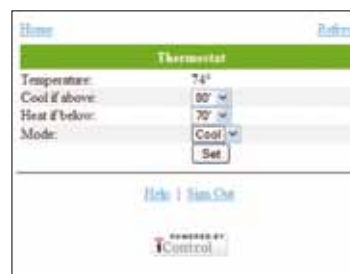 Home Refre
Thermostat
Temperature: 74°
Cool if above: 80°
Heat if below: 70°
Mode: Cool
Set
Help | Sign Out
POWERED BY
iControl